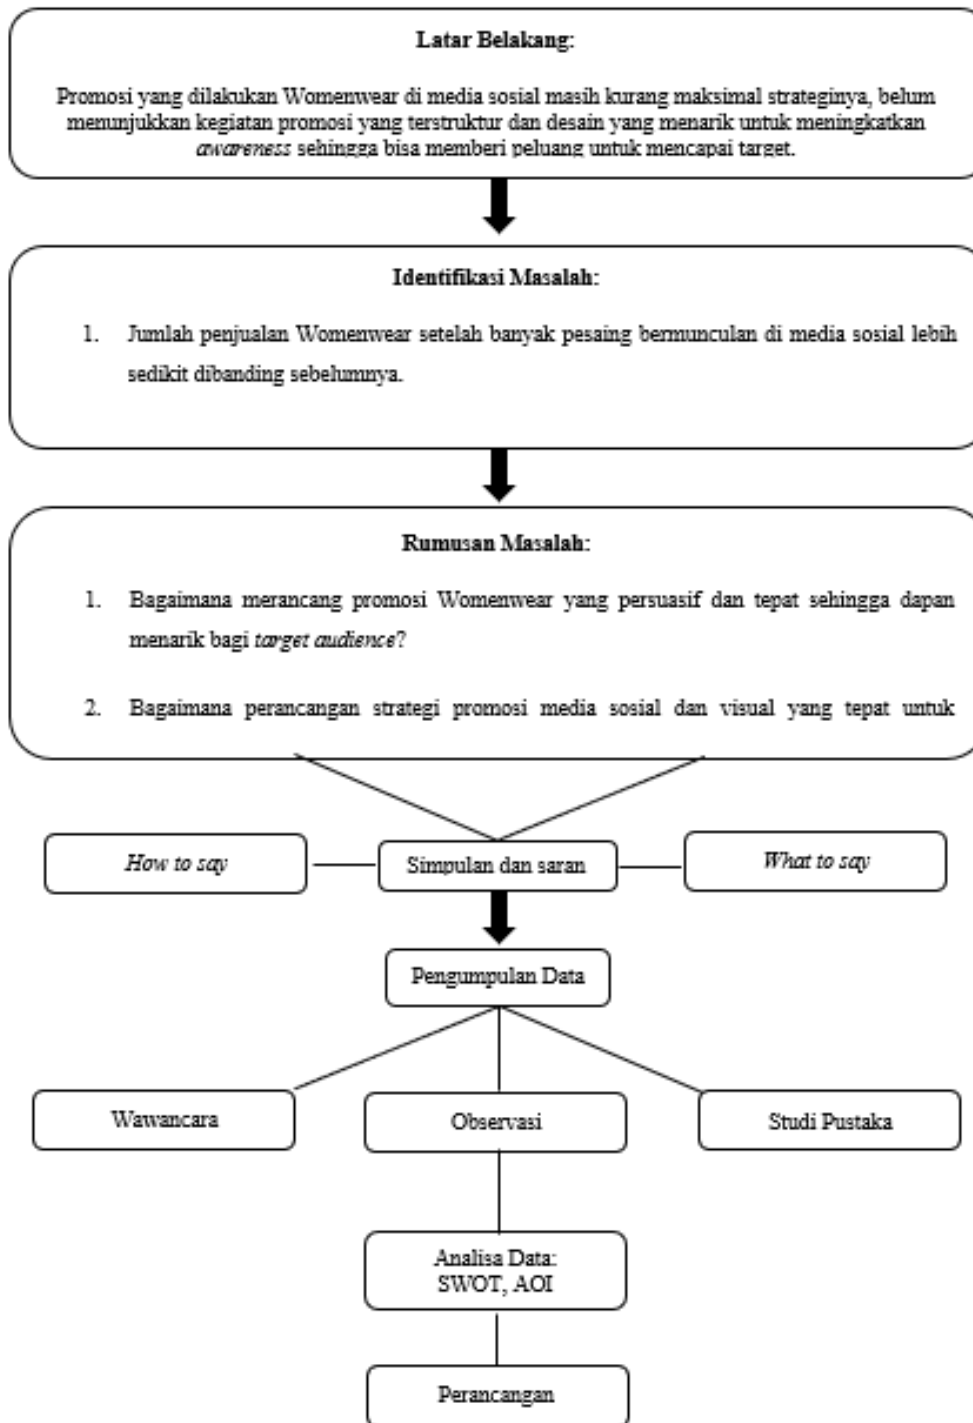 Latar Belakang:
Promosi yang dilakukan Womenwear di media sosial masih kurang maksimal strateginya, belum
menunjukkan kegiatan promosi yang terstruktur dan desain yang menarik untuk meningkatkan
awareness sehingga bisa memberi peluang untuk mencapai target.
Identifikasi Masalah:
1. Jumlah penjualan Womenwear setelah banyak pesaing bermunculan di media sosial lebih
sedikit dibanding sebelumnya.
Rumusan Masalah:
1. Bagaimana merancang promosi Womenwear yang persuasif dan tepat sehingga dapan
menarik bagi target audience?
2. Bagaimana perancangan strategi promosi media sosial dan visual yang tepat untuk
How to say
Simpulan dan saran
What to say
Pengumpulan Data
Wawancara
Observasi
Studi Pustaka
Analisa Data:
SWOT, AOI
Perancangan